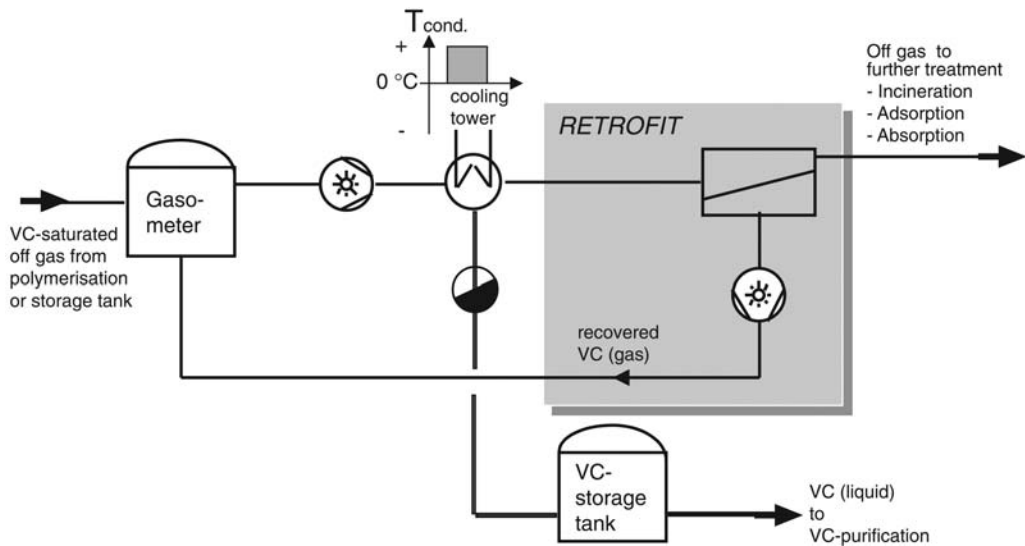 Tcond.
+
0 °C
-
cooling
tower
Off gas to
further treatment
- Incineration
- Adsorption
- Absorption
RETROFIT
Gaso-
meter
VC-saturated
off gas from
polymerisation
or storage tank
recovered
VC (gas)
VC-
storage
tank
VC (liquid)
to
VC-purification